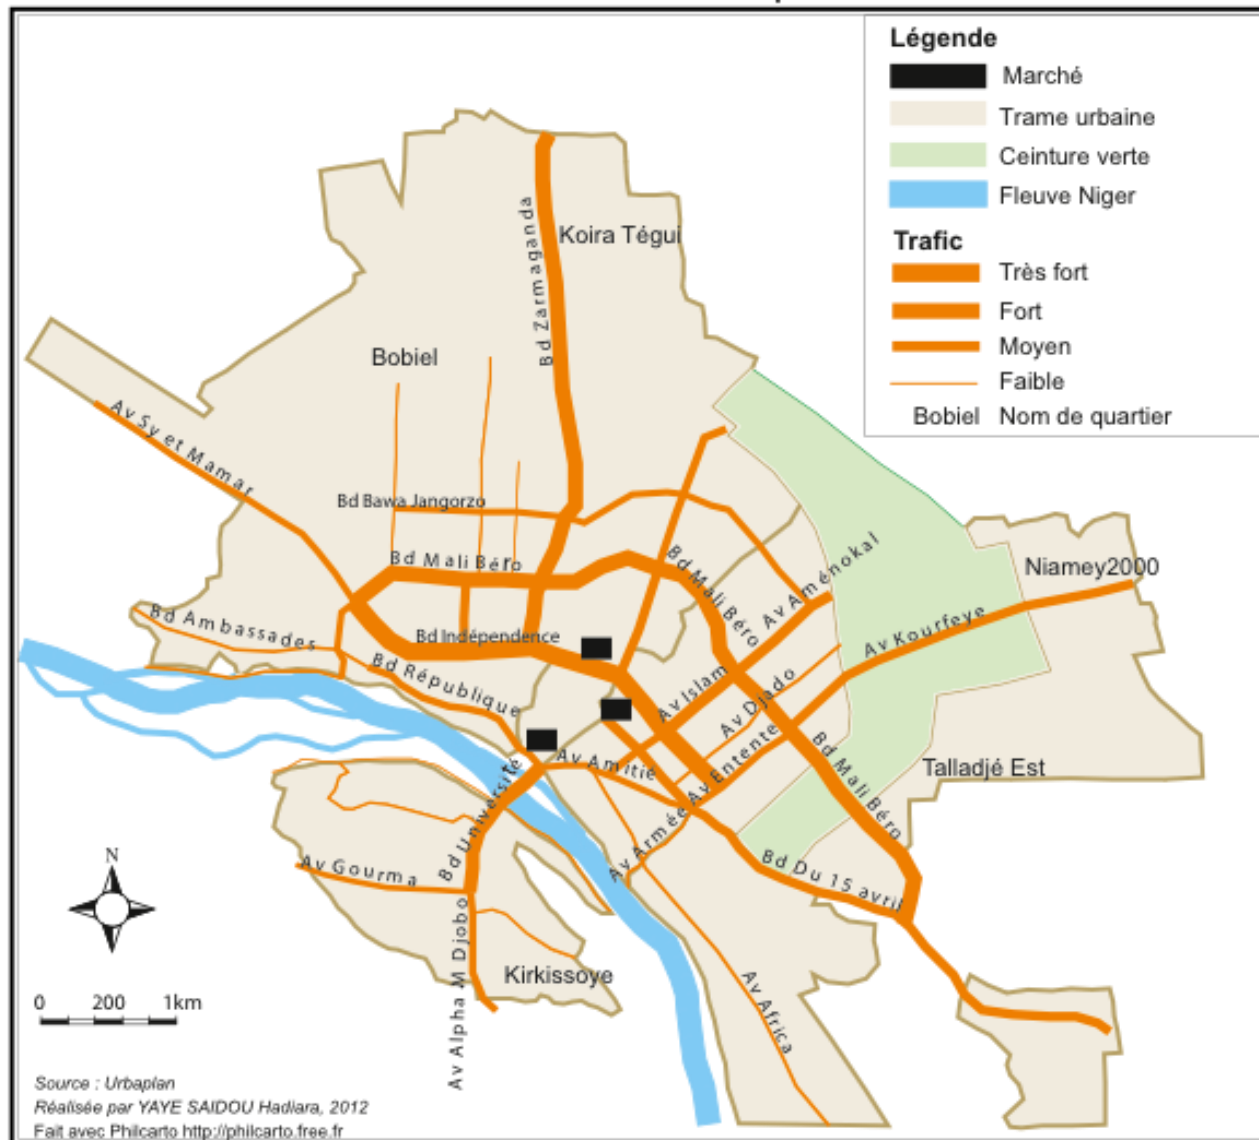 Légende
Marché
Trame urbaine
Ceinture verte
Fleuve Niger
Trafic
Très fort
Fort
Moyen
Faible
Bobiel Nom de quartier
Koira Tégui
Bd Zarmaganda
Bobiel
Av Sy et Mamar
Bd Bawa Jangorzo
Bd Mali Béro
Bd Mali Béro
Av Aménokal
Niamey2000
Bd Ambassades
Bd Indépendence
Av Kourfeye
Bd République
Av Islam
Av Djado
Av Amitié
Av Entente
Bd Mali Béro
Talladjé Est
Bd Université
Av Armée
Av Gourma
Bd Du 15 avril
N
Av Alpha M Djobo
Kirkissoye
Av Africa
0 200 1km
Source : Urbaplan
Réalisée par YAYE SAIDOU Hadiara, 2012
Fait avec Philcarto http://philcarto.free.fr